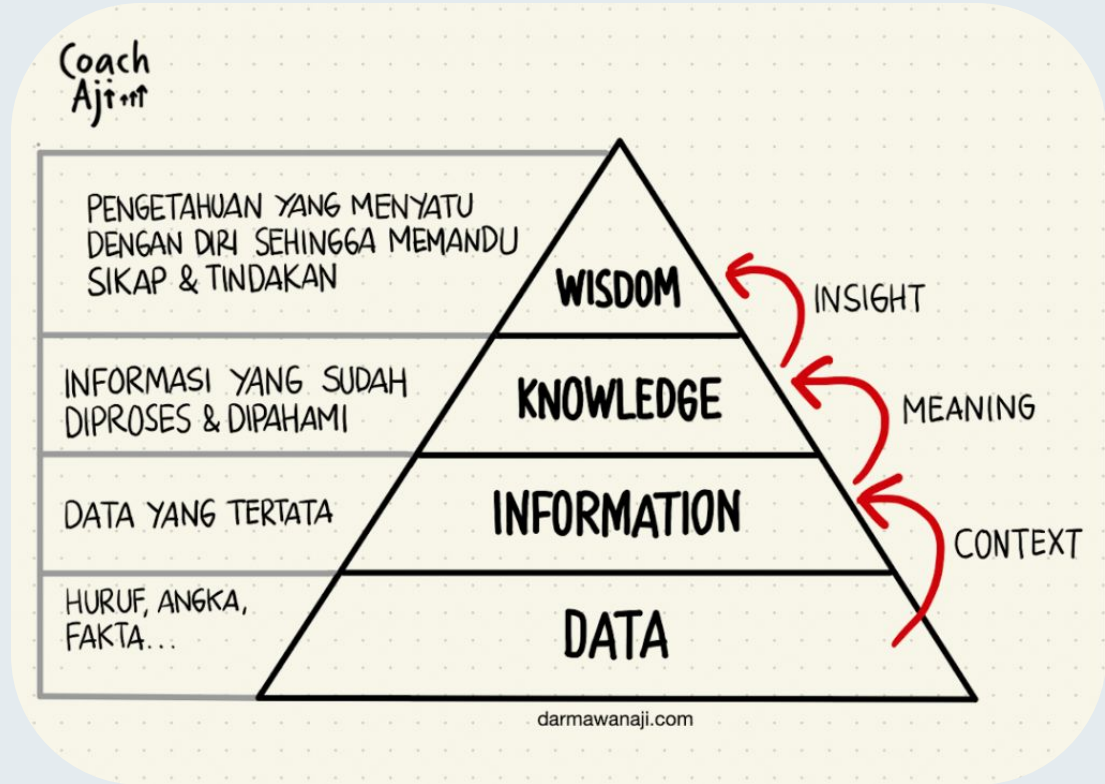 Coach
Aji
PENGETAHUAN YANG MENYATU
DENGAN DIRI SEHINGGA MEMANDU
SIKAP & TINDAKAN
WISDOM
INSIGHT
INFORMASI YANG SUDAH
DIPROSES & DIPAHAMI
KNOWLEDGE
MEANING
DATA YANG TERTATA
INFORMATION
CONTEXT
HURUF, ANGKA,
FAKTA...
DATA
darmawanaji.com